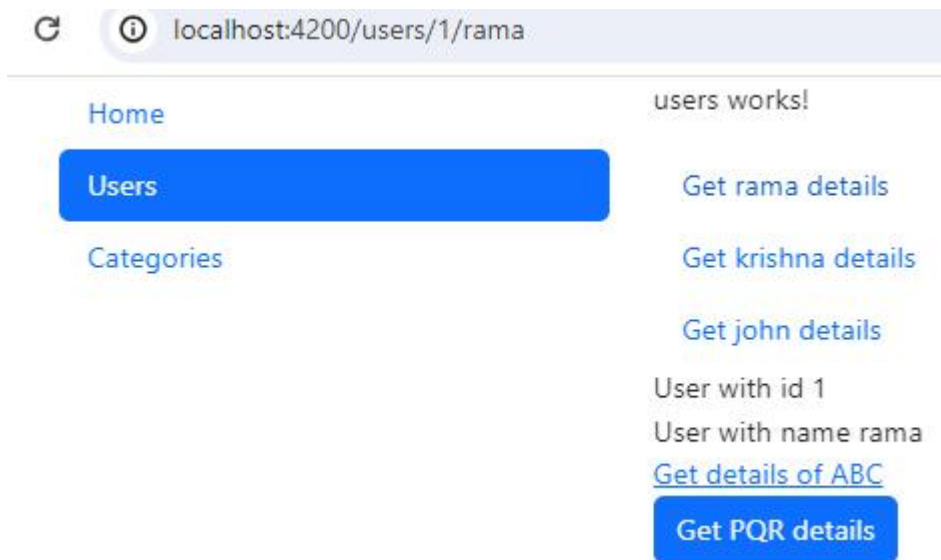 localhost:4200/users/1/rama
Home
Users
Categories
users works!
Get rama details
Get krishna details
Get john details
User with id 1
User with name rama
Get details of ABC
Get PQR details